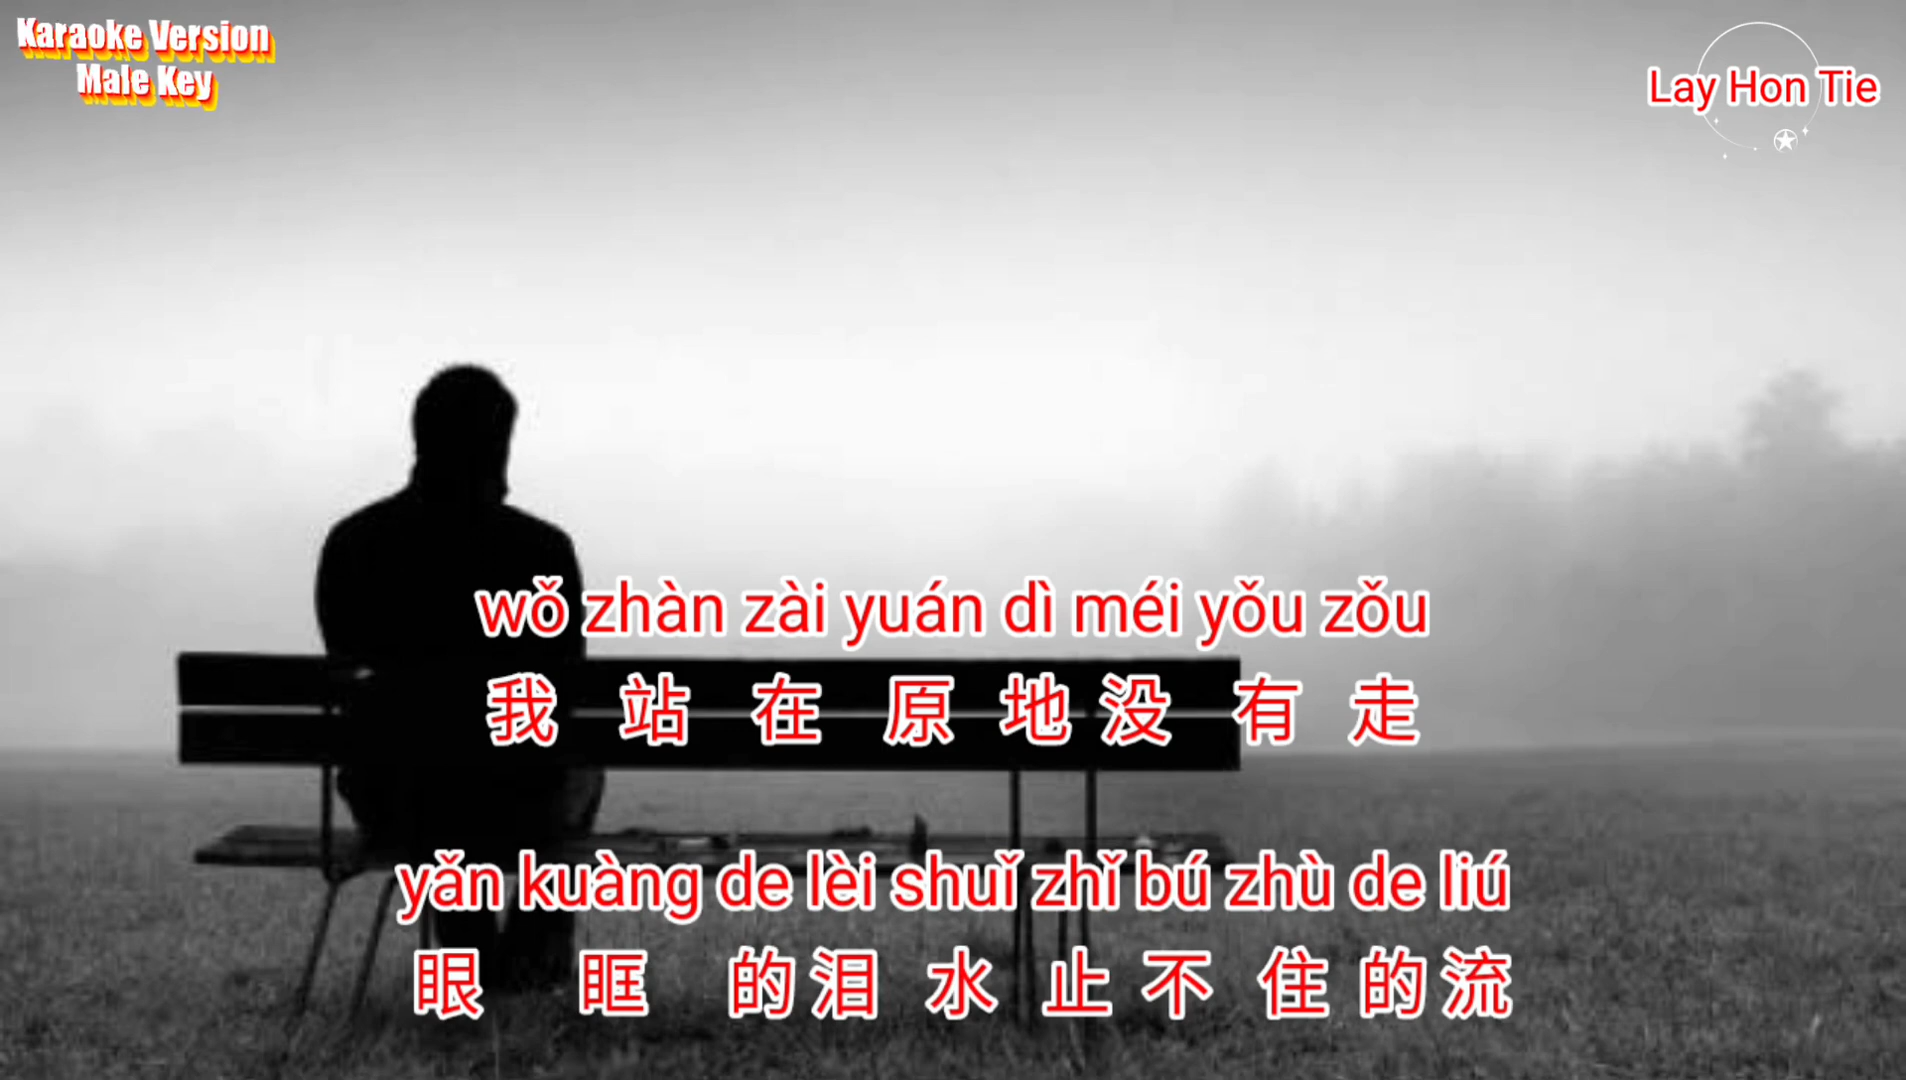 Karaoke Version
Male Key
Lay Hon Tie
wǒ zhàn zài yuán dì méi yǒu zǒu
我 站 在 原 地 没 有 走
yǎn kuàng de lèi shuǐ zhǐ bú zhù de liú
眼 眶 的 泪 水 止 不 住 的 流